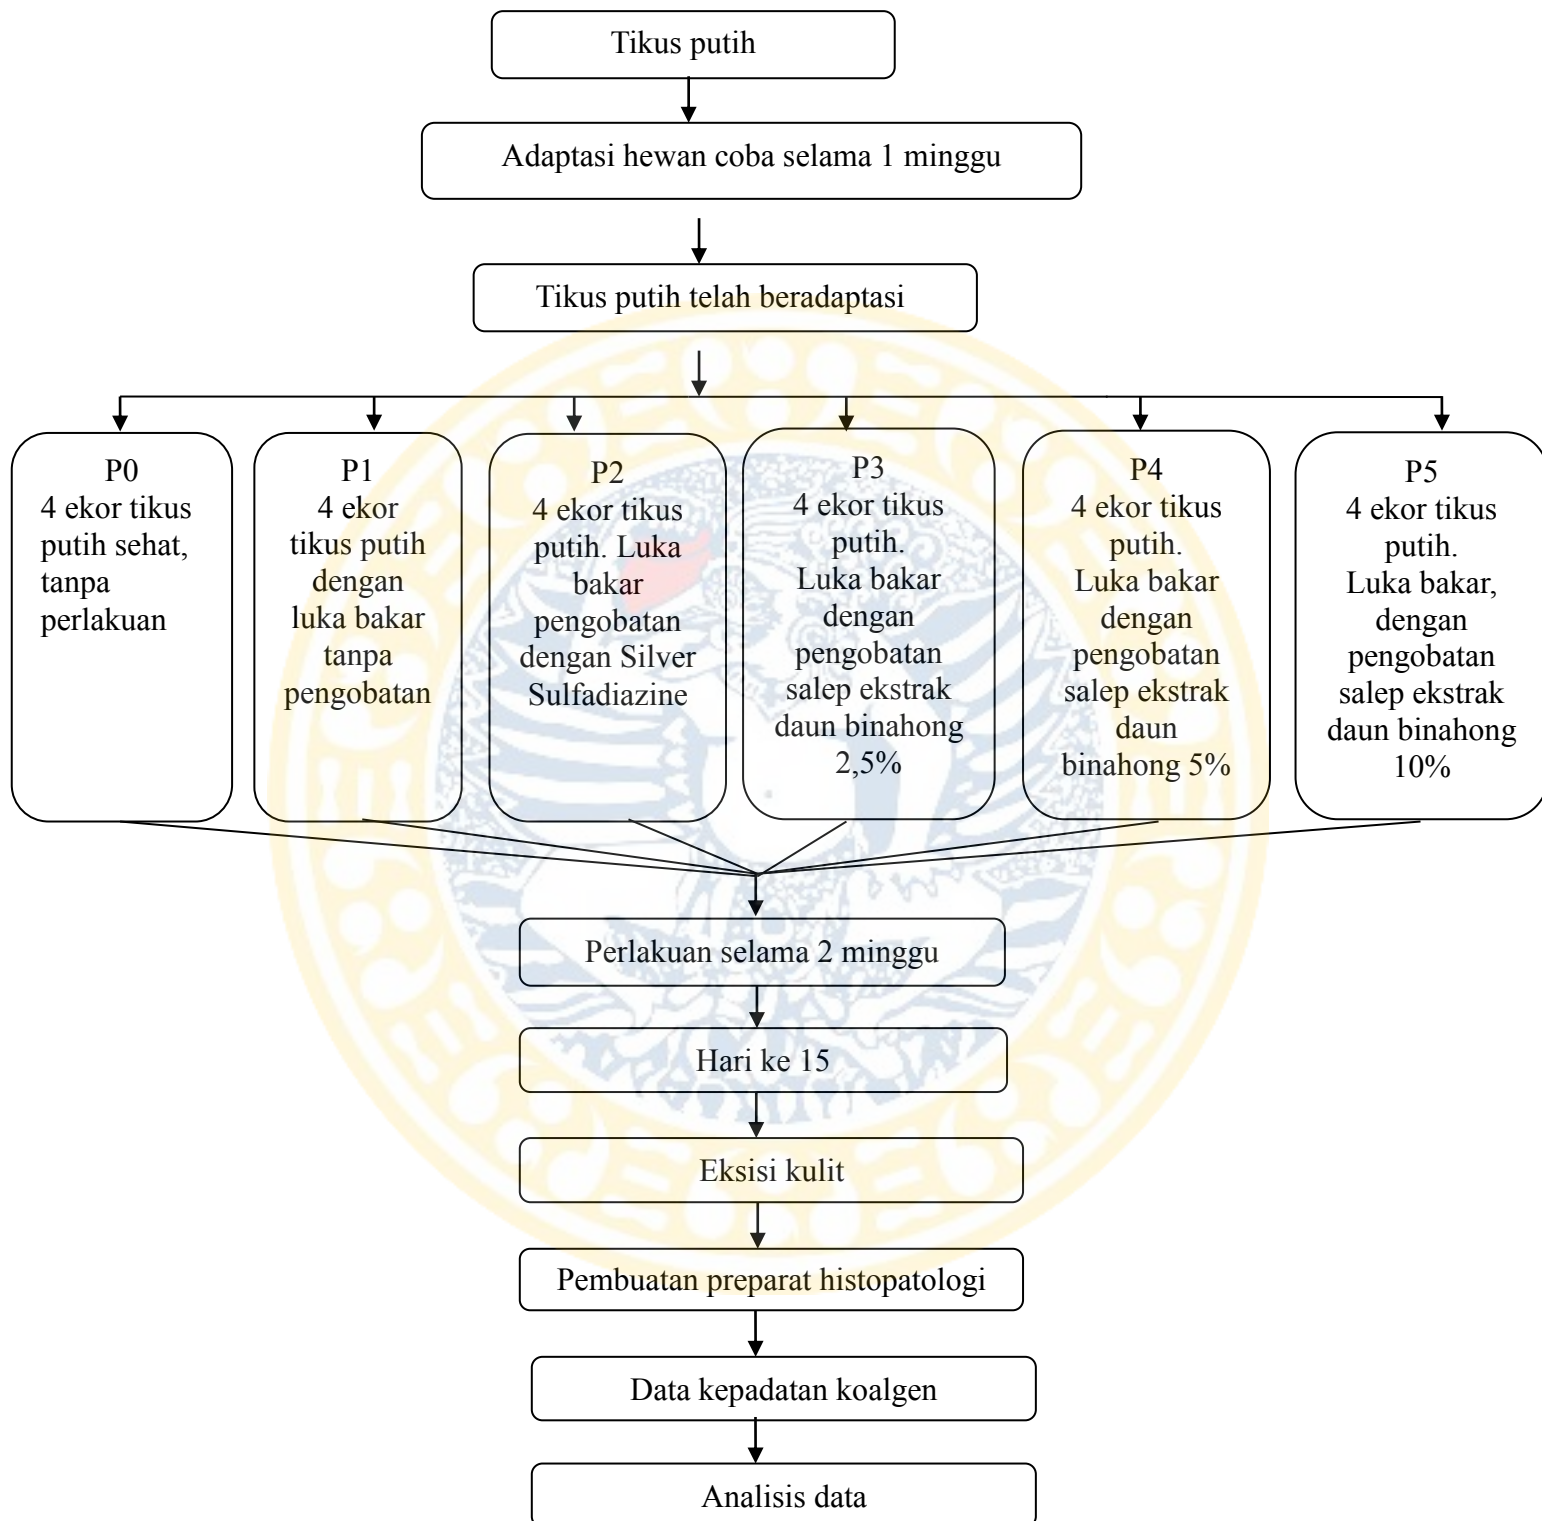 Tikus putih
Adaptasi hewan coba selama 1 minggu
Tikus putih telah beradaptasi
P0
4 ekor tikus
putih sehat,
tanpa
perlakuan
P1
4 ekor
tikus putih
dengan
luka bakar
tanpa
pengobatan
P2
4 ekor tikus
putih. Luka
bakar
pengobatan
dengan Silver
Sulfadiazine
P3
4 ekor tikus
putih.
Luka bakar
dengan
pengobatan
salep ekstrak
daun binahong
2,5%
P4
4 ekor tikus
putih.
Luka bakar
dengan
pengobatan
salep ekstrak
daun
binahong 5%
P5
4 ekor tikus
putih.
Luka bakar,
dengan
pengobatan
salep ekstrak
daun binahong
10%
Perlakuan selama 2 minggu
Hari ke 15
Eksisi kulit
Pembuatan preparat histopatologi
Data kepadatan koalgen
Analisis data